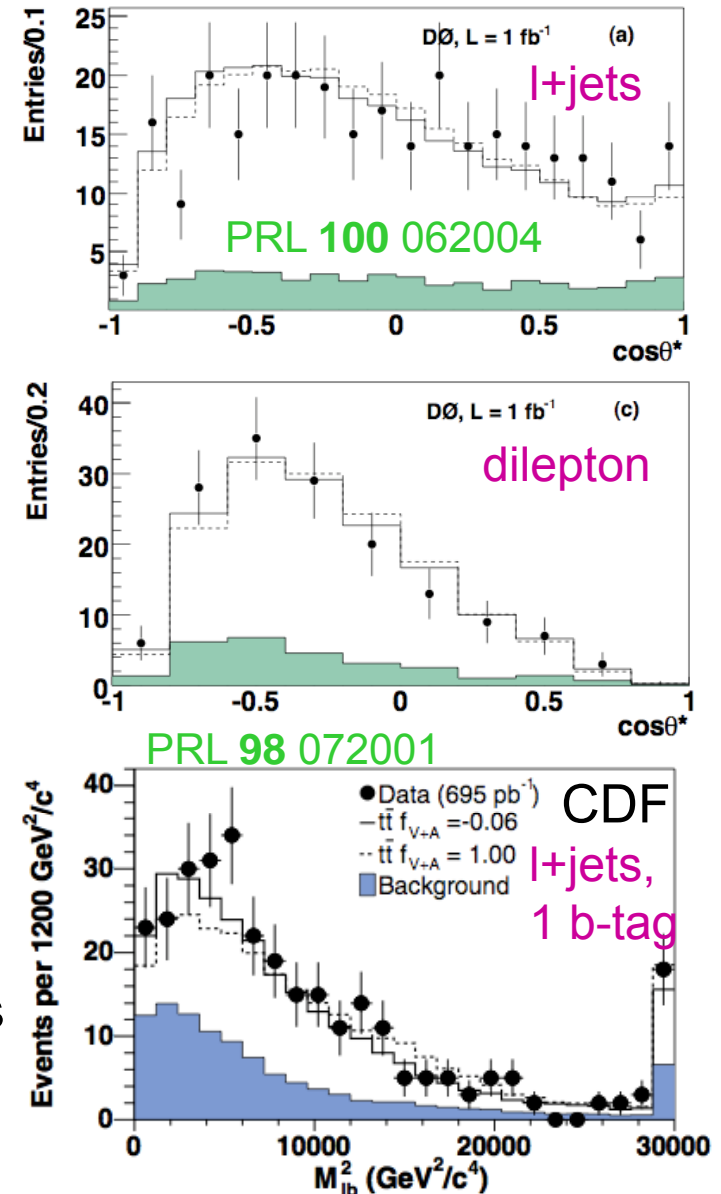 25
20
15
10
5
Entries/0.1
DØ, L = 1 fb-1
(a)
l+jets
PRL 100 062004
-1
-0.5
0
0.5
1
cosθ*
40
30
20
10
0
Entries/0.2
DØ, L = 1 fb-1
(c)
dilepton
-1
-0.5
0
0.5
1
cosθ*
PRL 98 072001
40
30
20
10
0
Events per 1200 GeV2/c4
Data (695 pb-1)
tt̄ fV+A =-0.06
tt̄ fV+A = 1.00
Background
CDF
l+jets,
1 b-tag
s
0
10000
20000
30000
M2lb (GeV2/c4)